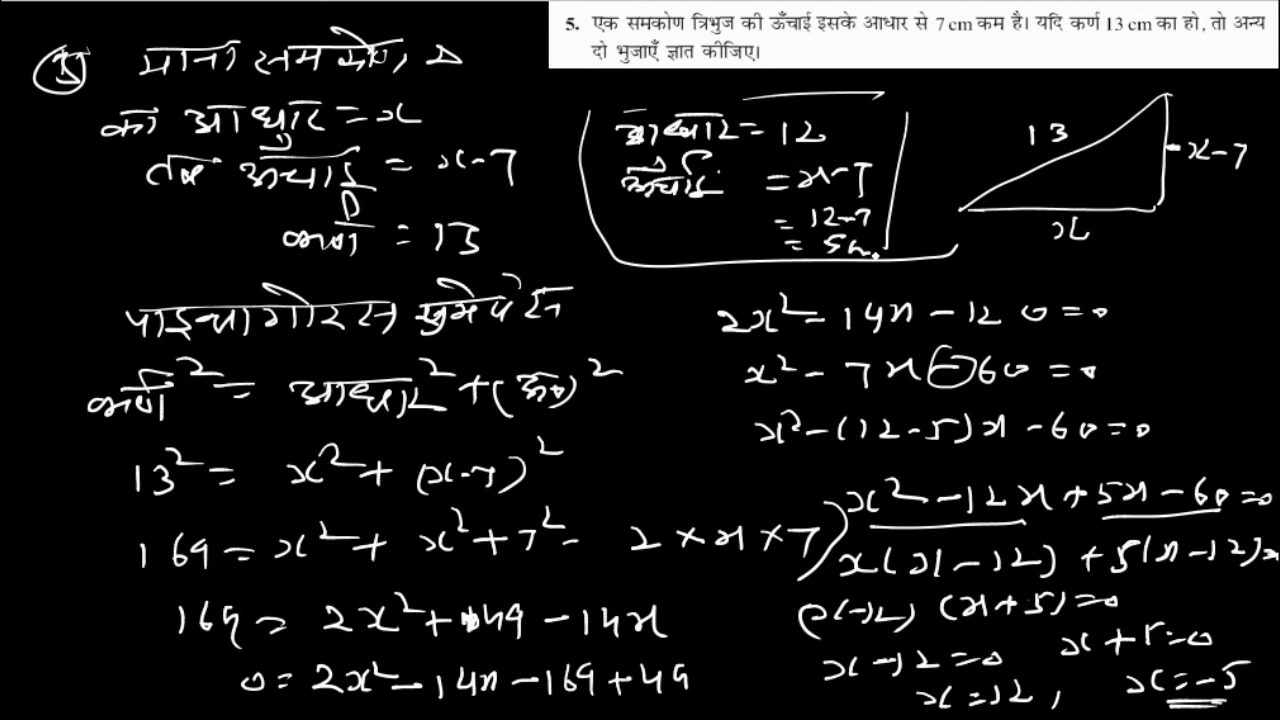 5. एक समकोण त्रिभुज की ऊँचाई इसके आधार से 7 cm कम है। यदि कर्ण 13 cm का हो, तो अन्य
दो भुजाएँ ज्ञात कीजिए।
माना समकोण Δ
का आधार = x
तब ऊँचाई = x-7
कर्ण = 13
पाइथागोरस प्रमेय से
कर्ण² = आधार² + (ऊँ०)²
13² = x² + (x-7)²
169 = x² + x² + 7² - 2×x×7
169 = 2x² + 49 - 14x
0 = 2x² - 14x - 169 + 49
आधार = 12
ऊँचाई = x-7
= 12-7
= 5
13
x-7
x
2x² - 14x - 120 = 0
x² - 7x - 60 = 0
x² - (12-5)x - 60 = 0
x² - 12x + 5x - 60 = 0
x(x-12) + 5(x-12)=
(x-12) (x+5) = 0
x-12=0 x+5=0
x=12, x=-5